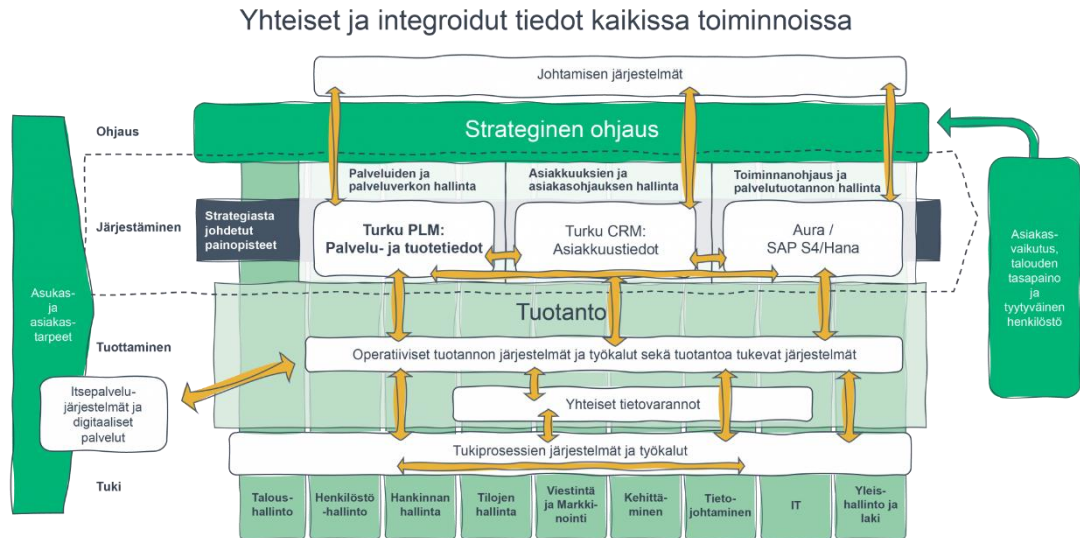 Yhteiset ja integroidut tiedot kaikissa toiminnoissa
Johtamisen järjestelmät
Ohjaus
Strateginen ohjaus
Palveluiden ja
palveluverkon hallinta
Asiakkuuksien ja
asiakasohjauksen hallinta
Toiminnanohjaus ja
palvelutuotannon hallinta
Järjestäminen
Strategiasta
johdetut
painopisteet
Turku PLM:
Palvelu- ja tuotetiedot
Turku CRM:
Asiakkuustiedot
Aura /
SAP S4/Hana
Asiakas-
vaikutus,
talouden
tasapaino
ja
tyytyväinen
henkilöstö
Asukas-
ja
asiakas-
tarpeet
Tuotanto
Tuottaminen
Operatiiviset tuotannon järjestelmät ja työkalut sekä tuotantoa tukevat järjestelmät
Itsepalvelu-
järjestelmät ja
digitaaliset
palvelut
Yhteiset tietovarannot
Tukiprosessien järjestelmät ja työkalut
Tuki
Talous-
hallinto
Henkilöstö
-hallinto
Hankinnan
hallinta
Tilojen
hallinta
Viestintä
ja Markki-
nointi
Kehittä-
minen
Tieto-
johtaminen
IT
Yleis-
hallinto ja
laki